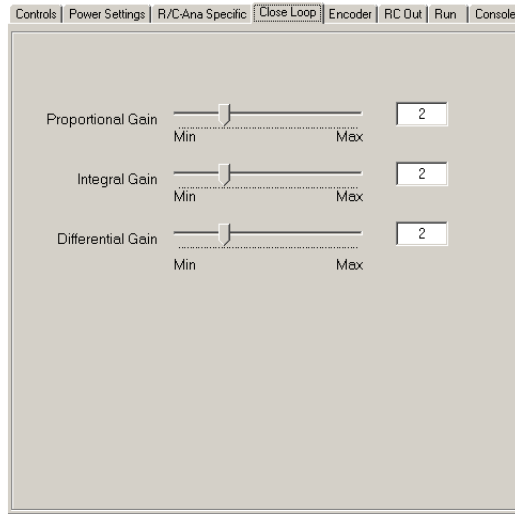 Controls Power Settings R/C-Ana Specific Close Loop Encoder RC Out Run Console
Proportional Gain 2
Min Max
Integral Gain 2
Min Max
Differential Gain 2
Min Max